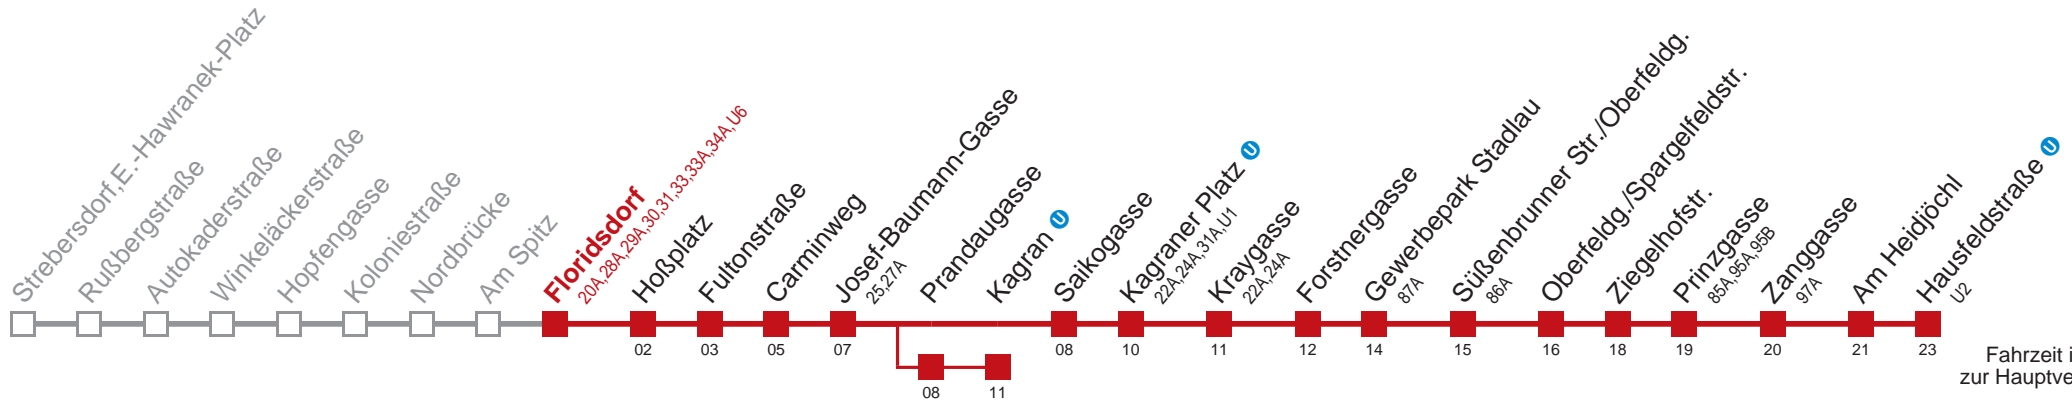 Strebersdorf,E.-Hawranek-Platz
Rußbergstraße
Autokaderstraße
Winkeläckerstraße
Hopfengasse
Koloniestraße
Nordbrücke
Am Spitz
Floridsdorf
20A,28A,29A,30,31,33,33A,34A,U6
Hoßplatz
Fultonstraße
Carminweg
Josef-Baumann-Gasse
25,27A
Prandaugasse
Kagran U
Saikogasse
Kagraner Platz U
22A,24A,31A,U1
Kraygasse
22A,24A
Forstnergasse
Gewerbepark Stadlau
87A
Süßenbrunner Str./Oberfeldg.
86A
Oberfeldg./Spargelfeldstr.
Ziegelhofstr.
Prinzgasse
85A,95A,95B
Zanggasse
97A
Am Heidjöchl
Hausfeldstraße U
U2
02 03 05 07 08 10 11 12 14 15 16 18 19 20 21 23
08 11
Fahrzeit i
zur Hauptve